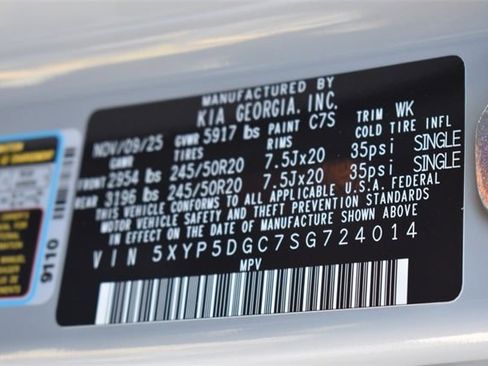 MANUFACTURED BY
KIA GEORGIA, INC.
NOV/09/25 GVWR 5917 lbs PAINT C7S TRIM WK
GAWR TIRES RIMS COLD TIRE INFL
FRONT 2954 lbs 245/50R20 7.5Jx20 35psi SINGLE
REAR 3196 lbs 245/50R20 7.5Jx20 35psi SINGLE
THIS VEHICLE CONFORMS TO ALL APPLICABLE U.S.A. FEDERAL
MOTOR VEHICLE SAFETY AND THEFT PREVENTION STANDARDS
IN EFFECT ON THE DATE OF MANUFACTURE SHOWN ABOVE
VIN 5XYP5DGC7SG724014
MPV
9110